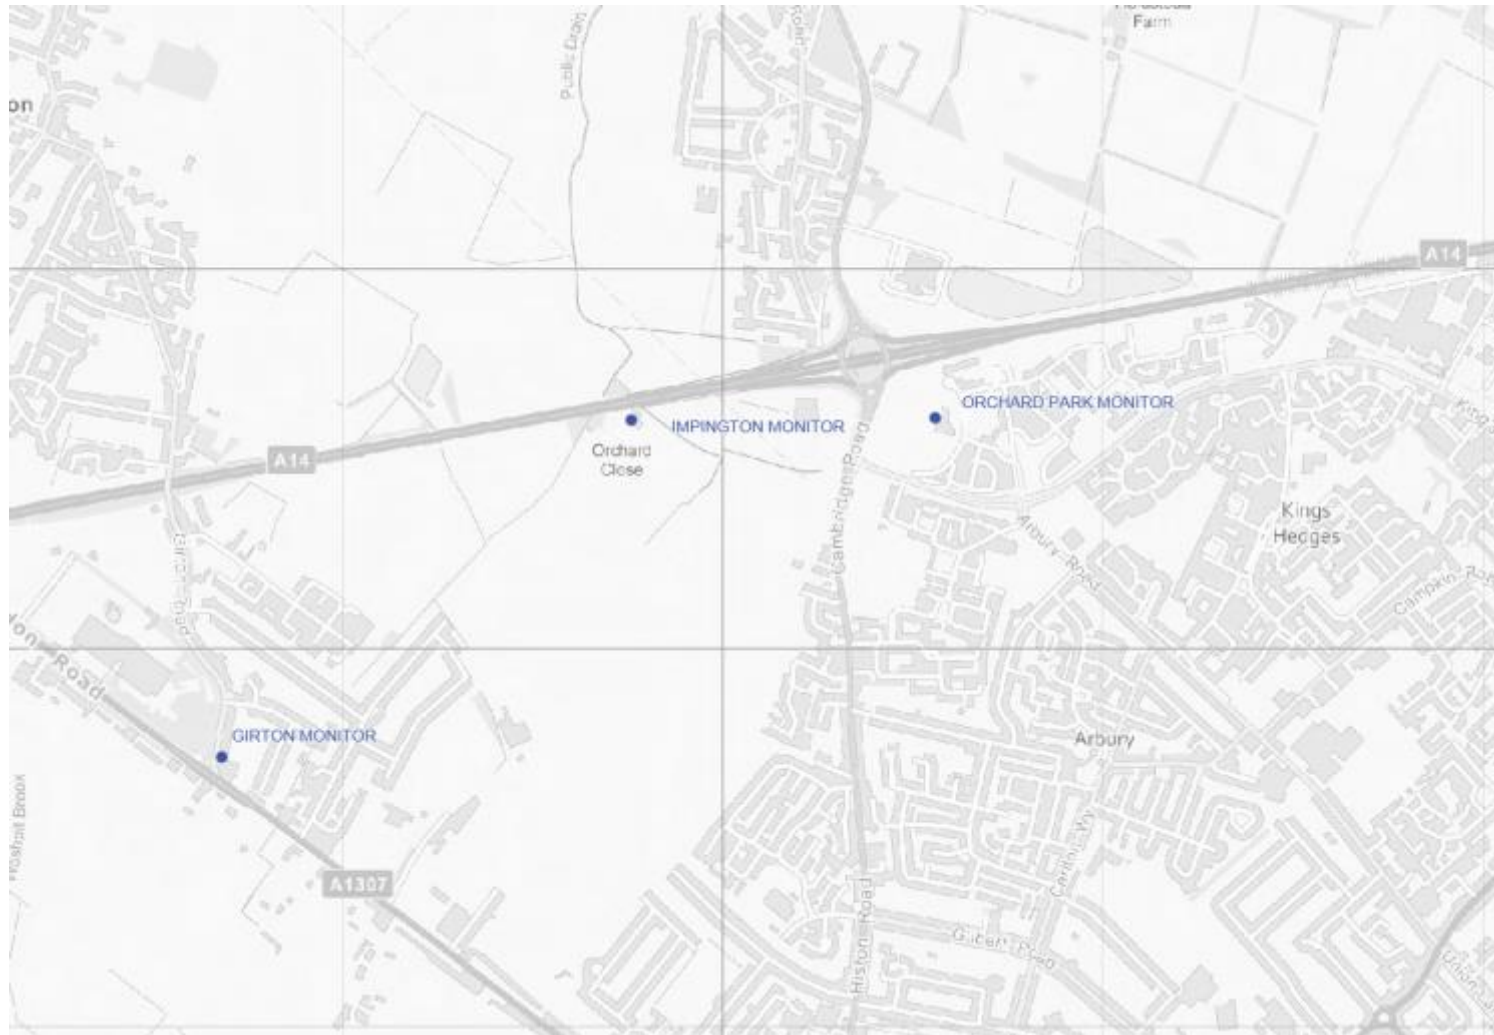 Farm
Public Drain
on
A14
ORCHARD PARK MONITOR
IMPINGTON MONITOR
Orchard
Close
A14
Cambridge Road
Arbury Road
Kings
Hedges
Road
GIRTON MONITOR
Arbury
A1307
Histon Road
Gilbert Road